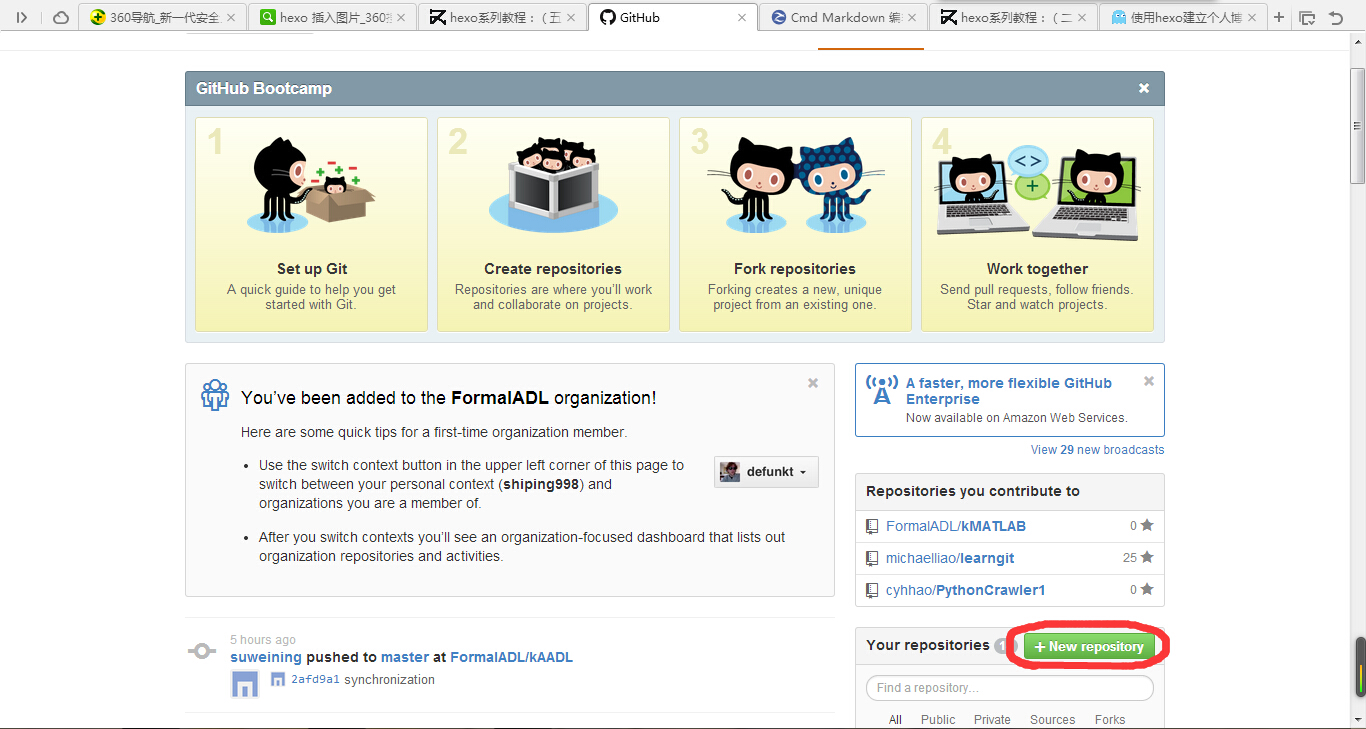 360导航_新一代安全
hexo 插入图片_360搜
hexo系列教程：（五
GitHub
Cmd Markdown 编
hexo系列教程：（二
使用hexo建立个人博
GitHub Bootcamp
1
2
3
4
Set up Git
A quick guide to help you get
started with Git.
Create repositories
Repositories are where you'll work
and collaborate on projects.
Fork repositories
Forking creates a new, unique
project from an existing one.
Work together
Send pull requests, follow friends.
Star and watch projects.
You've been added to the FormalADL organization!
Here are some quick tips for a first-time organization member.
Use the switch context button in the upper left corner of this page to
switch between your personal context (shiping998) and
organizations you are a member of.
defunkt
After you switch contexts you'll see an organization-focused dashboard that lists out
organization repositories and activities.
5 hours ago
suweining pushed to master at FormalADL/kAADL
2afd9a1 synchronization
A faster, more flexible GitHub
Enterprise
Now available on Amazon Web Services.
View 29 new broadcasts
Repositories you contribute to
FormalADL/kMATLAB 0
michaelliao/learngit 25
cyhhao/PythonCrawler1 0
Your repositories
+ New repository
Find a repository…
All Public Private Sources Forks